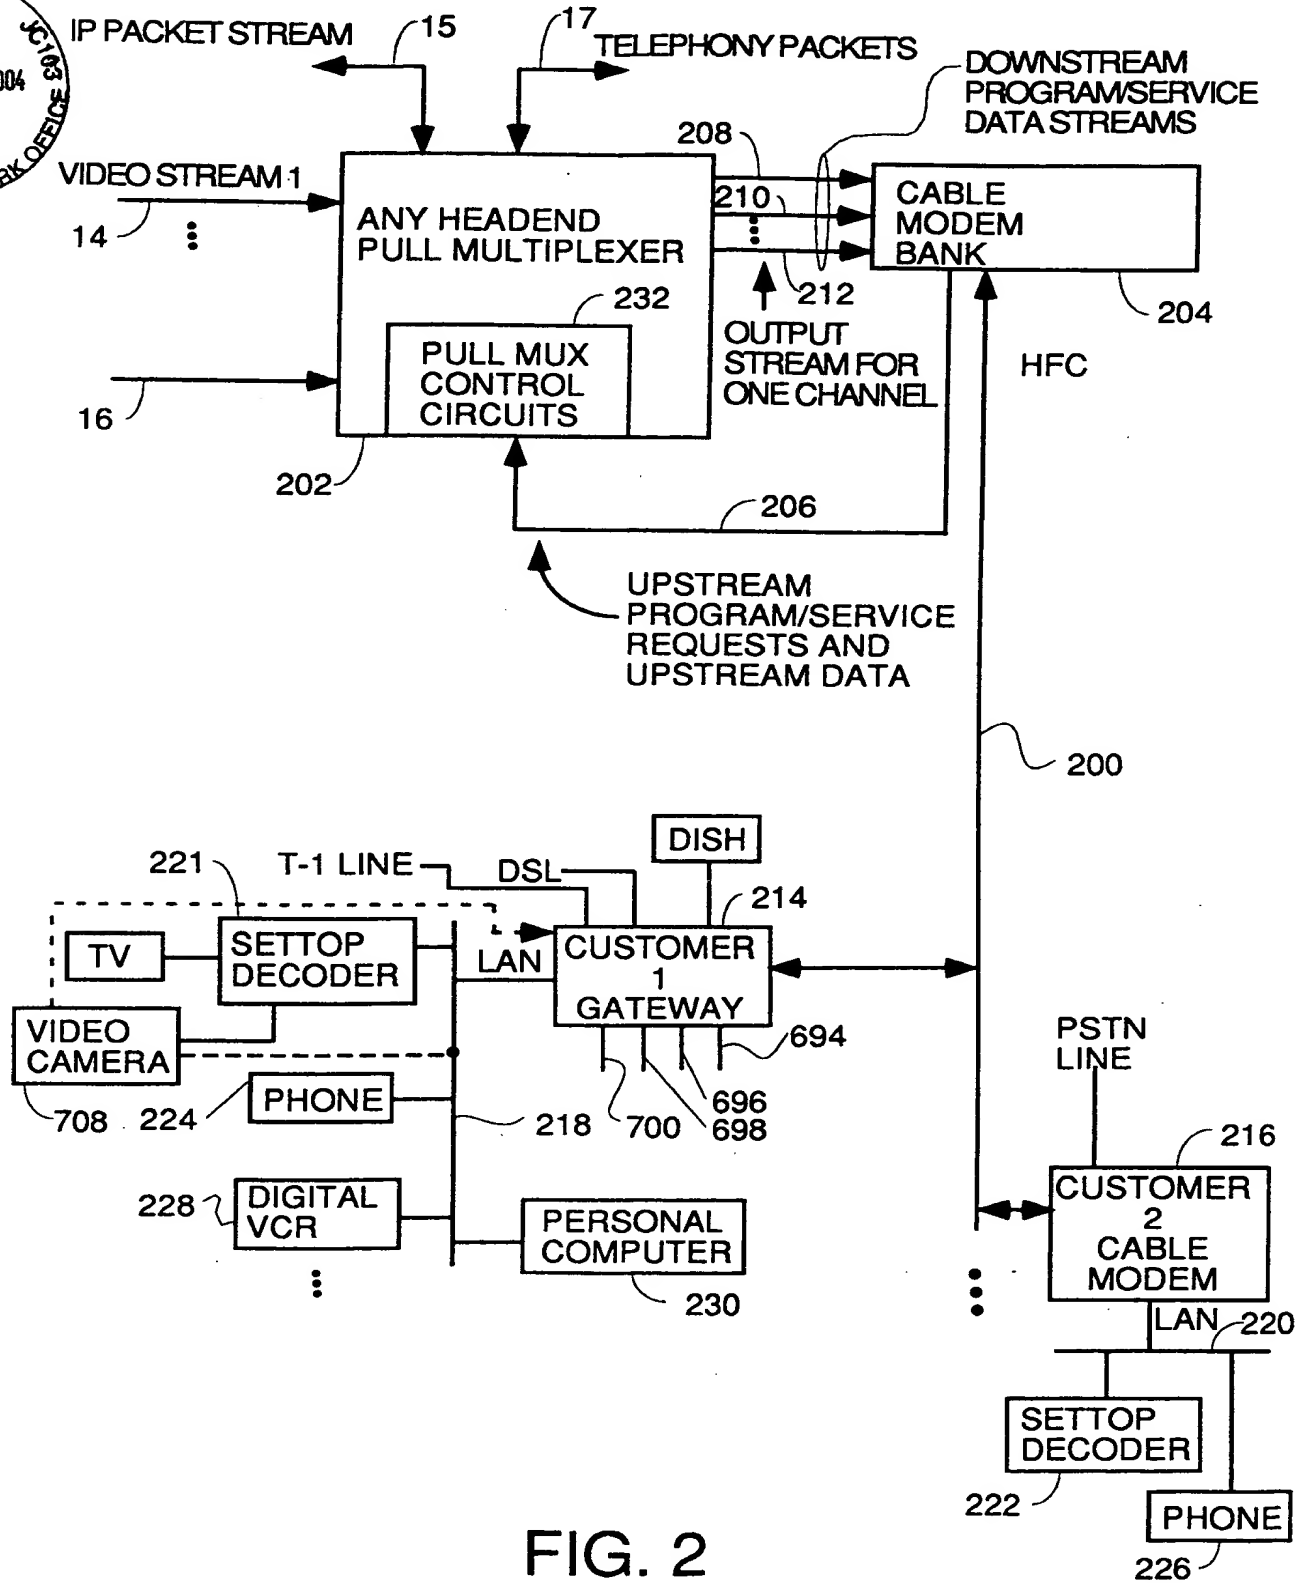 IP PACKET STREAM
15
17
TELEPHONY PACKETS
JC103
004
RK OFFICE
DOWNSTREAM
PROGRAM/SERVICE
DATA STREAMS
208
VIDEO STREAM 1
14
ANY HEADEND
PULL MULTIPLEXER
210
CABLE
MODEM
BANK
212
204
232
OUTPUT
STREAM FOR
ONE CHANNEL
HFC
PULL MUX
CONTROL
CIRCUITS
16
202
206
UPSTREAM
PROGRAM/SERVICE
REQUESTS AND
UPSTREAM DATA
200
DISH
221
T-1 LINE
DSL
214
TV
SETTOP
DECODER
LAN
CUSTOMER
1
GATEWAY
VIDEO
CAMERA
694
PSTN
LINE
PHONE
696
708
224
218
700
698
216
228
DIGITAL
VCR
PERSONAL
COMPUTER
CUSTOMER
2
CABLE
MODEM
230
LAN
220
SETTOP
DECODER
222
PHONE
226
FIG. 2